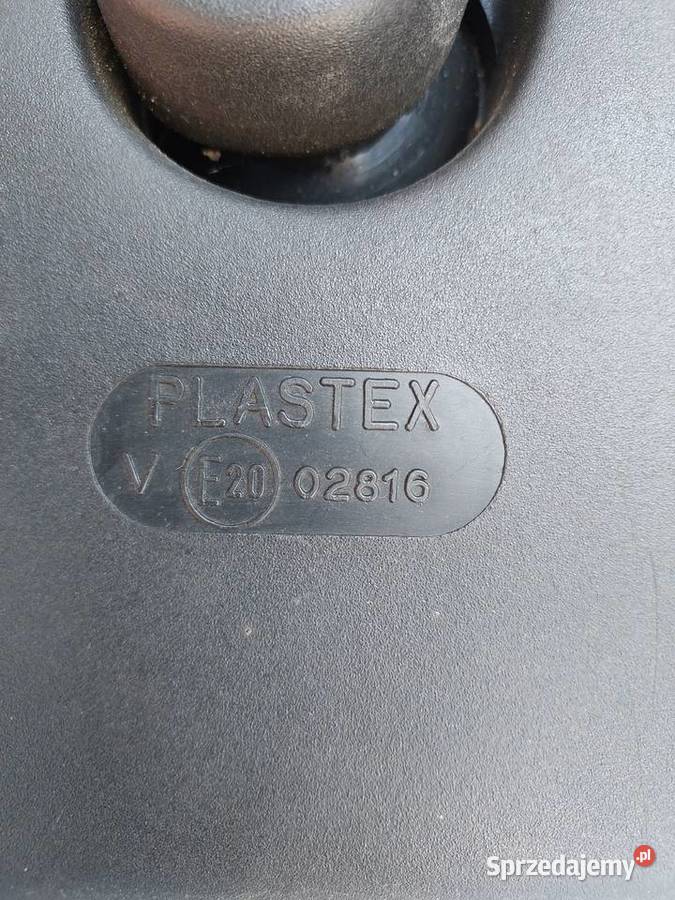 PLASTEX
V E20 02816
Sprzedajemy.pl